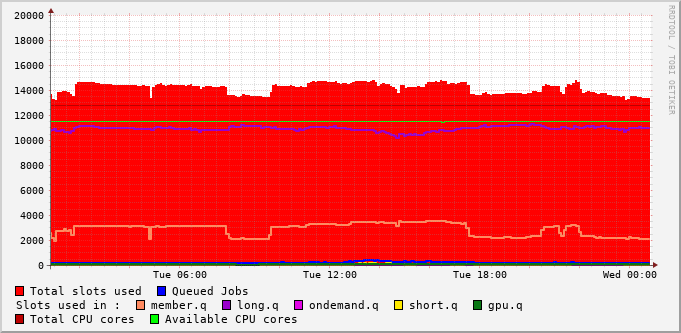 20000
18000
16000
14000
12000
10000
8000
6000
4000
2000
0
Tue 06:00 Tue 12:00 Tue 18:00 Wed 00:00
RRDTOOL / TOBI OETIKER
Total slots used Queued Jobs
Slots used in : member.q long.q ondemand.q short.q gpu.q
Total CPU cores Available CPU cores